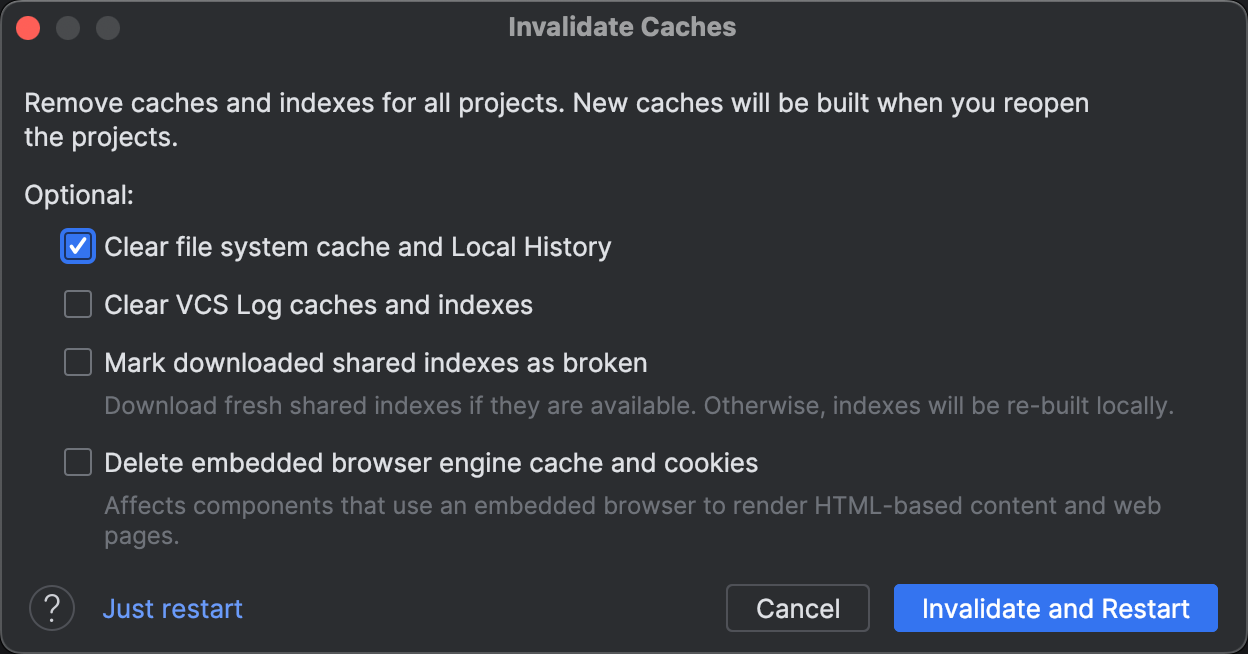 Invalidate Caches
Remove caches and indexes for all projects. New caches will be built when you reopen
the projects.
Optional:
Clear file system cache and Local History
Clear VCS Log caches and indexes
Mark downloaded shared indexes as broken
Download fresh shared indexes if they are available. Otherwise, indexes will be re-built locally.
Delete embedded browser engine cache and cookies
Affects components that use an embedded browser to render HTML-based content and web
pages.
? Just restart Cancel Invalidate and Restart